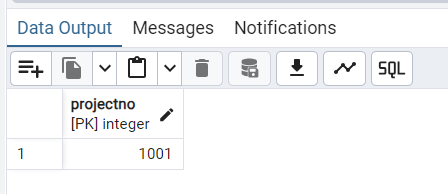 Data Output Messages Notifications
SQL
projectno
[PK] integer
1 1001